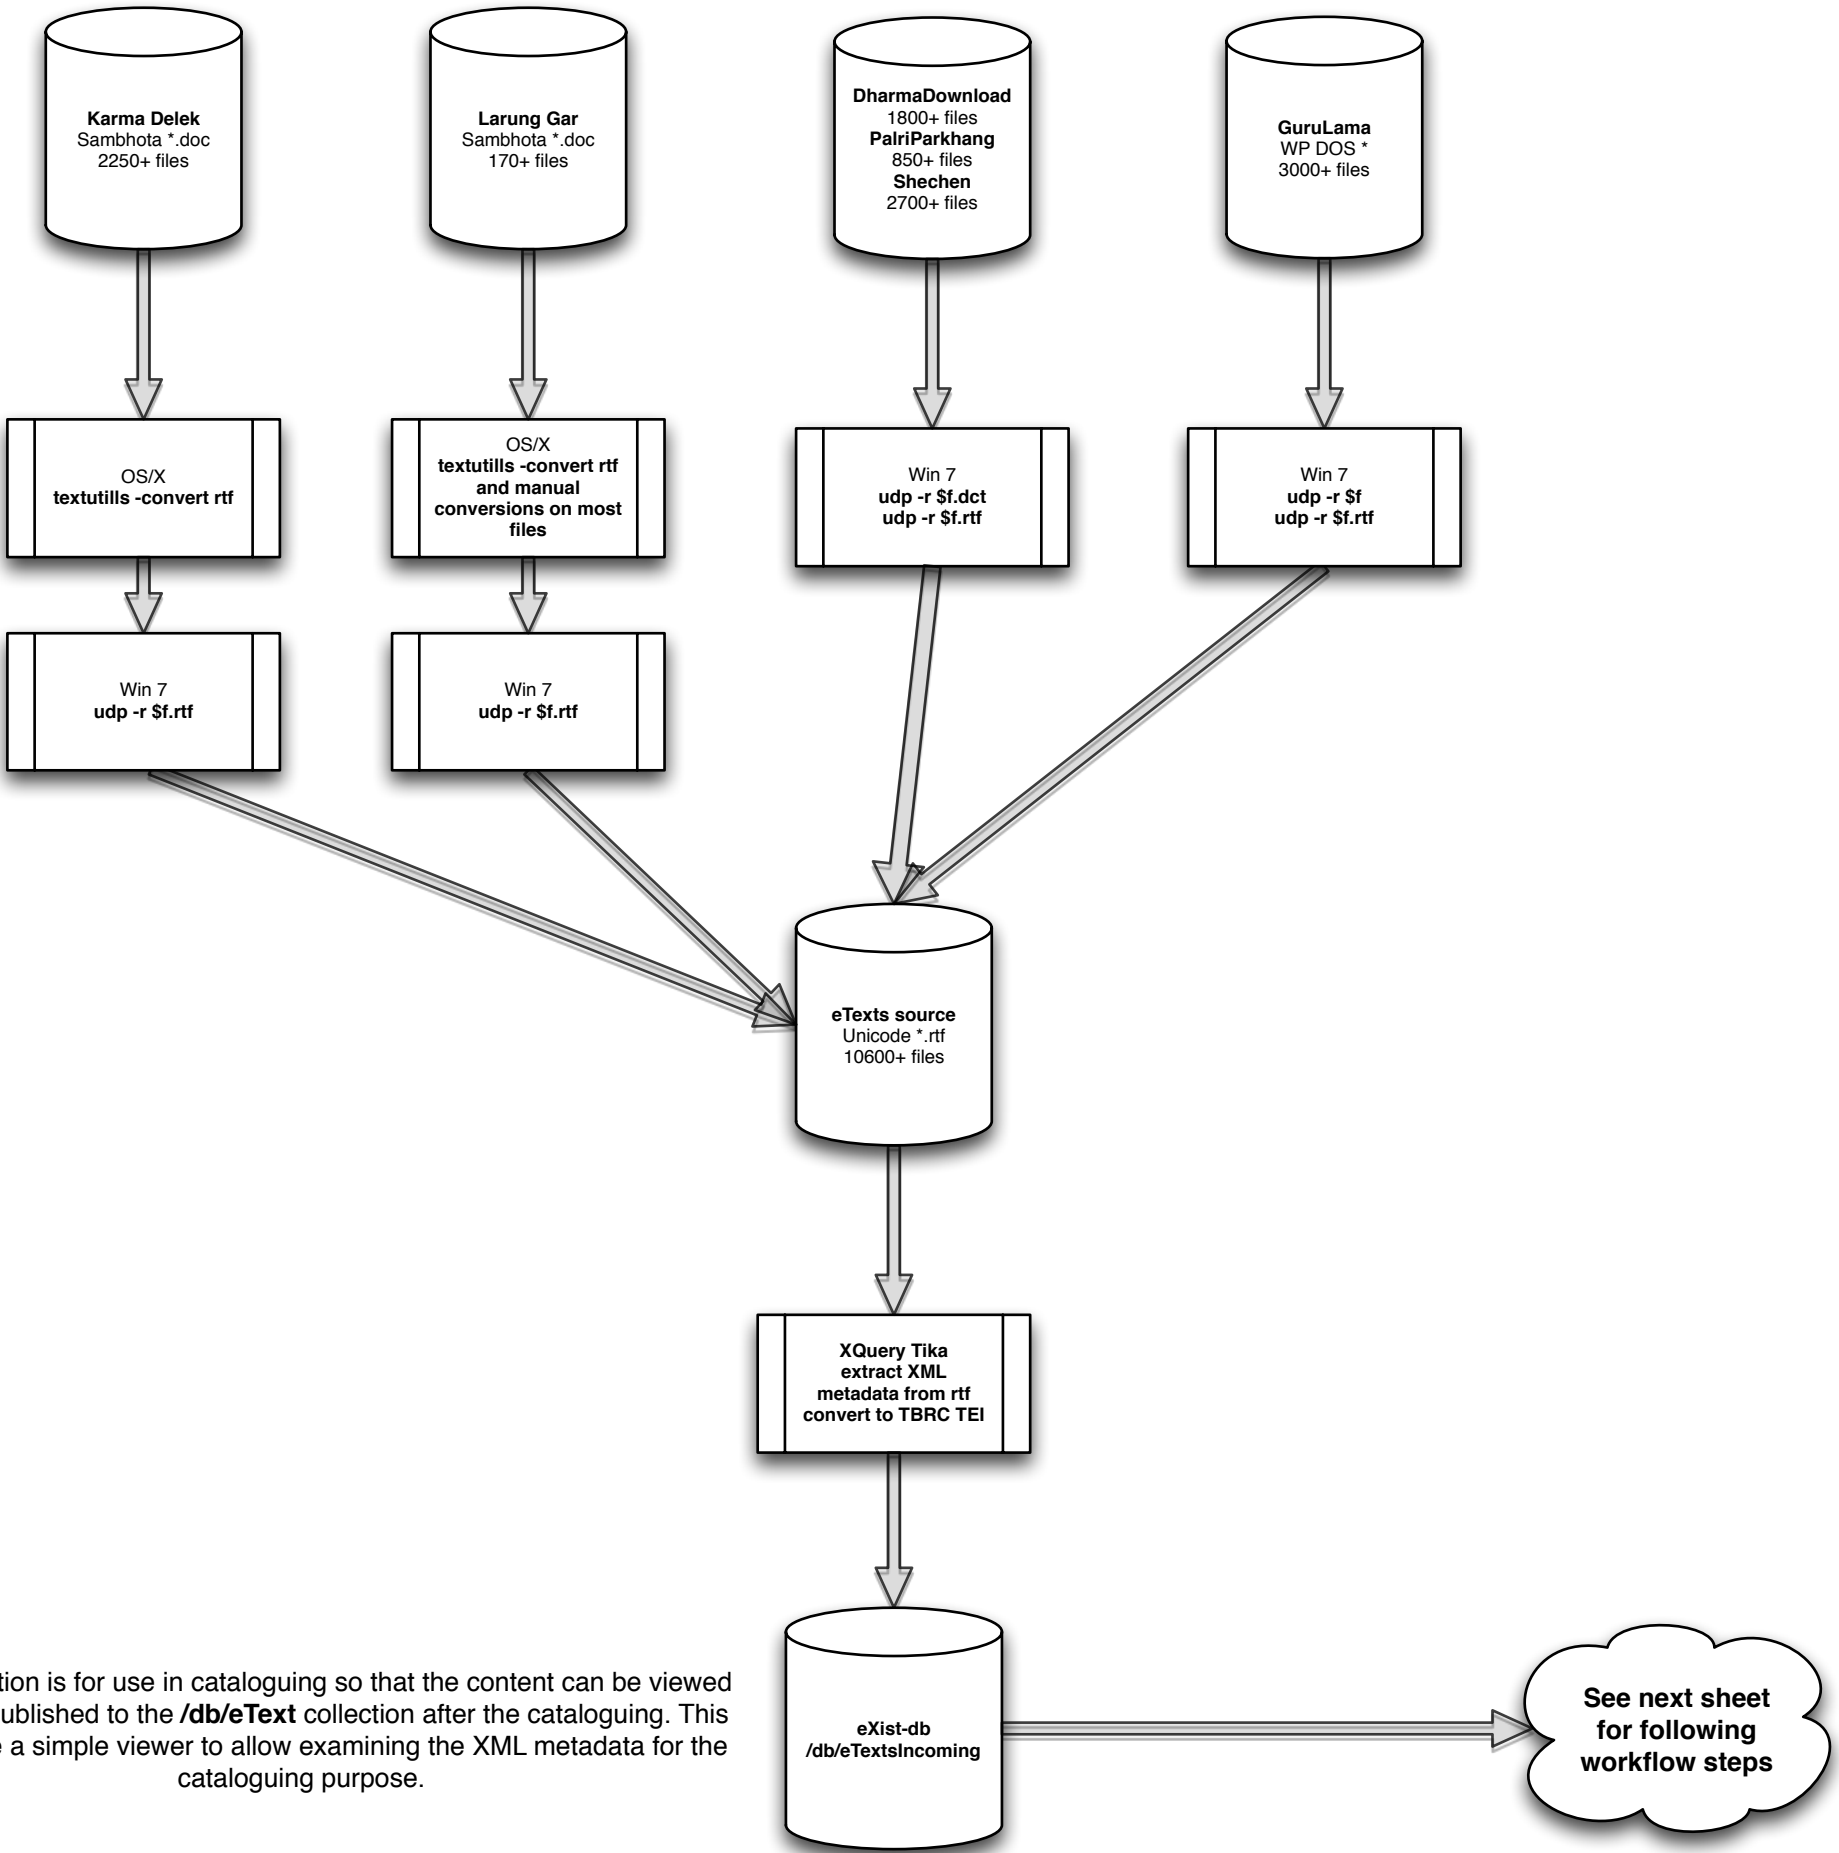 Karma Delek
Sambhota *.doc
2250+ files
Larung Gar
Sambhota *.doc
170+ files
DharmaDownload
1800+ files
PalriParkhang
850+ files
Shechen
2700+ files
GuruLama
WP DOS *
3000+ files
OS/X
textutills -convert rtf
OS/X
textutills -convert rtf
and manual
conversions on most
files
Win 7
udp -r $f.dct
udp -r $f.rtf
Win 7
udp -r $f
udp -r $f.rtf
Win 7
udp -r $f.rtf
Win 7
udp -r $f.rtf
eTexts source
Unicode *.rtf
10600+ files
XQuery Tika
extract XML
metadata from rtf
convert to TBRC TEI
tion is for use in cataloguing so that the content can be viewed
ublished to the /db/eText collection after the cataloguing. This
e a simple viewer to allow examining the XML metadata for the
cataloguing purpose.
eXist-db
/db/eTextsIncoming
See next sheet
for following
workflow steps